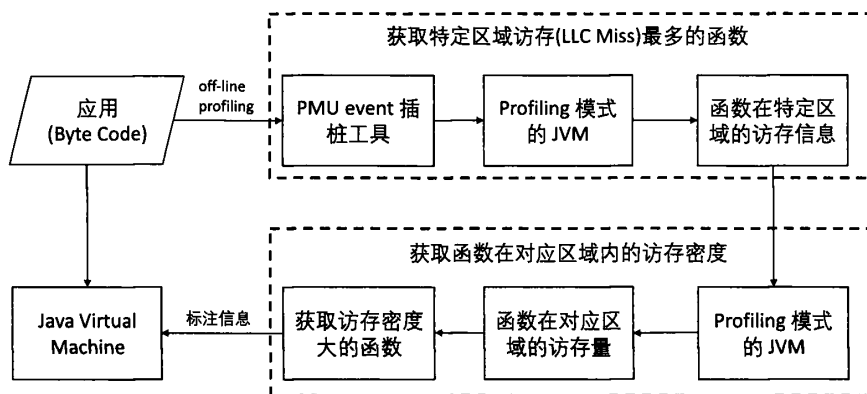 获取特定区域访存(LLC Miss)最多的函数
应用
(Byte Code)
off-line
profiling
PMU event 插
桩工具
Profiling 模式
的 JVM
函数在特定区
域的访存信息
获取函数在对应区域内的访存密度
Java Virtual
Machine
标注信息
获取访存密度
大的函数
函数在对应区
域的访存量
Profiling 模式
的 JVM